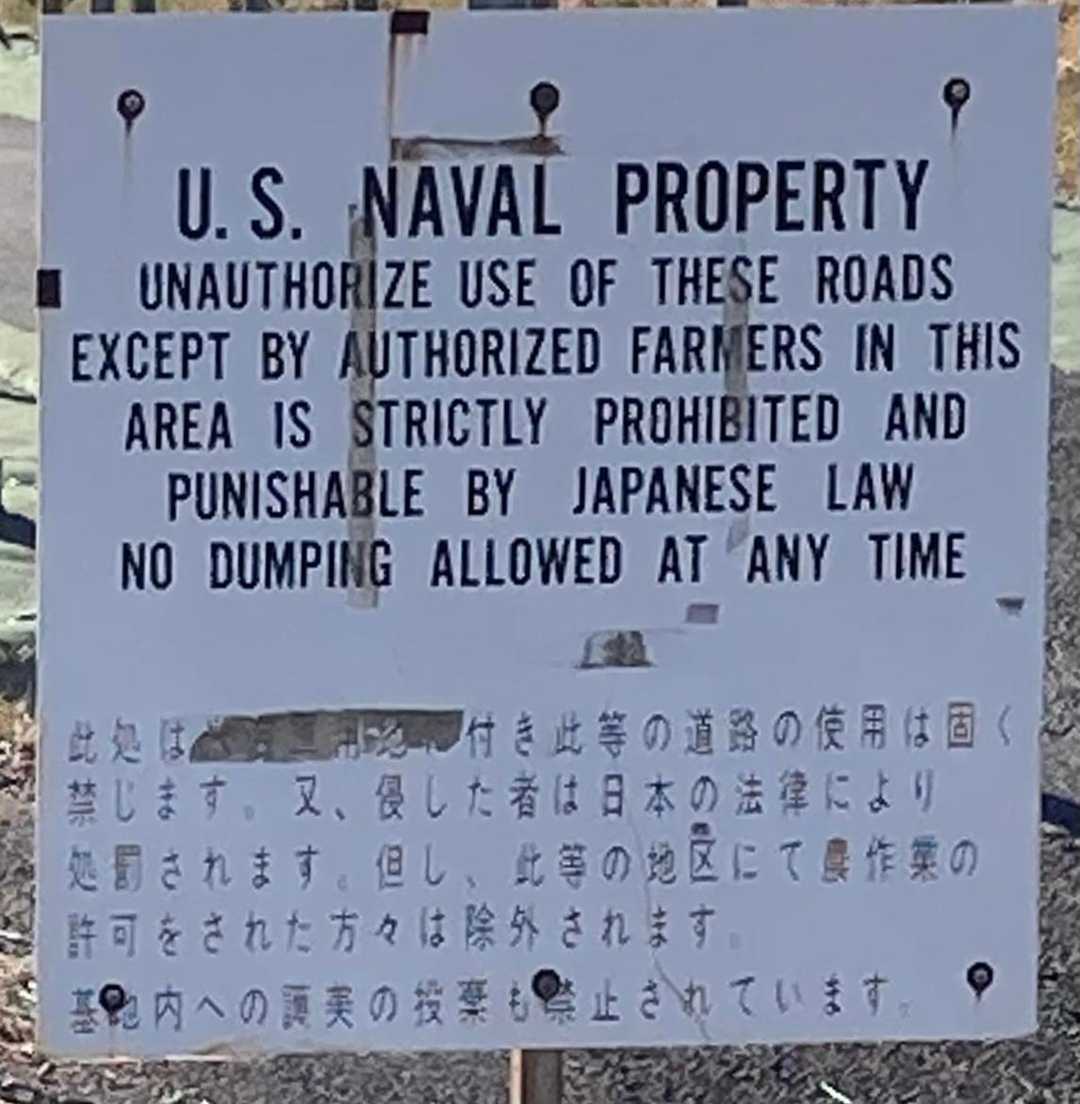 U.S. NAVAL PROPERTY
UNAUTHORIZE USE OF THESE ROADS
EXCEPT BY AUTHORIZED FARMERS IN THIS
AREA IS STRICTLY PROHIBITED AND
PUNISHABLE BY JAPANESE LAW
NO DUMPING ALLOWED AT ANY TIME
此処は 付き此等の道路の使用は固く
禁じます。又、侵した者は日本の法律により
処罰されます。但し、此等の地区にて農作業の
許可をされた方々は除外されます。
基地内への の投棄も禁止されています。